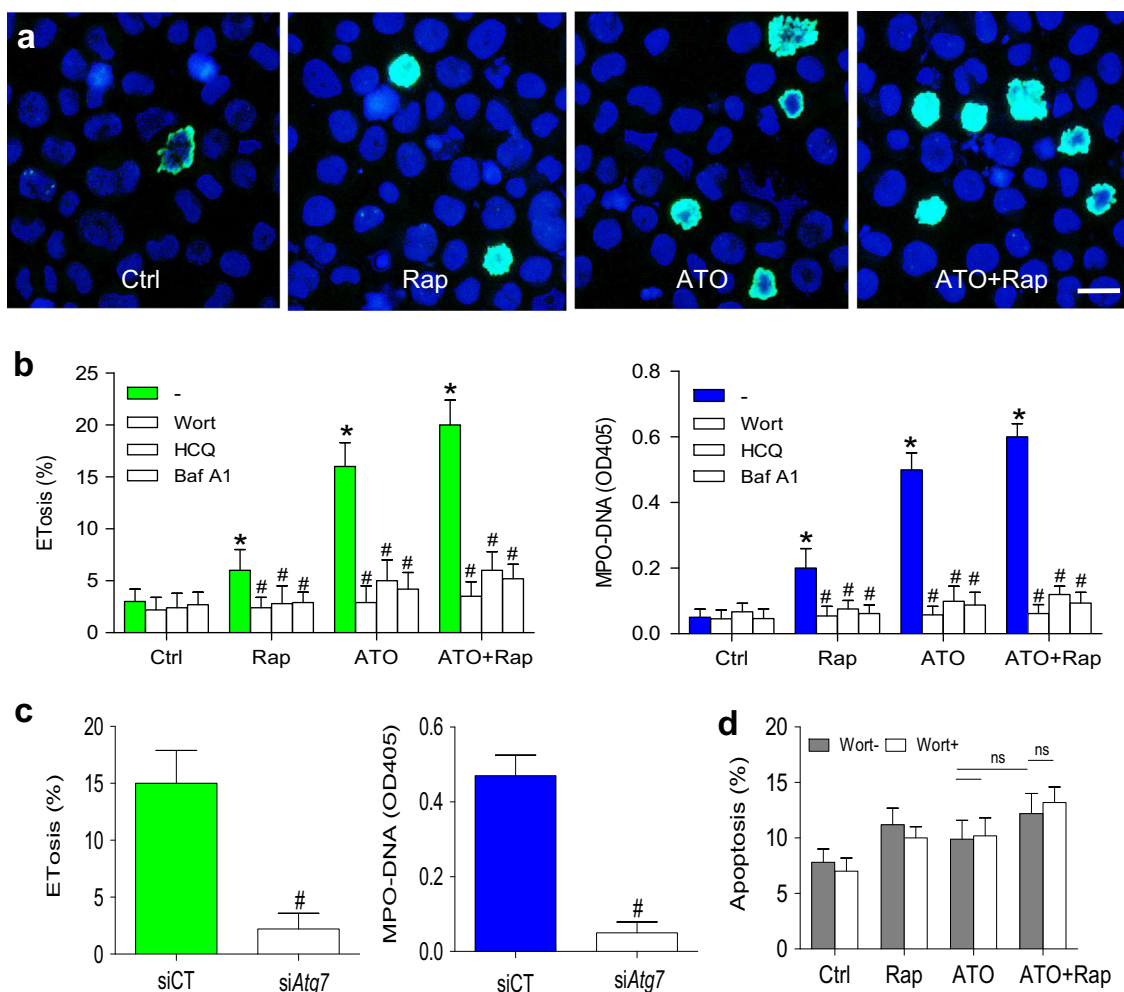 a
Ctrl
Rap
ATO
ATO+Rap
b
ETosis (%)
25
20
15
10
5
0
-
Wort
HCQ
Baf A1
*
*
*
# # #
# # #
# # #
Ctrl
Rap
ATO
ATO+Rap
MPO-DNA (OD405)
0.8
0.6
0.4
0.2
0.0
-
Wort
HCQ
Baf A1
*
*
*
# # #
# # #
# # #
Ctrl
Rap
ATO
ATO+Rap
c
ETosis (%)
20
15
10
5
0
#
siCT
siAtg7
MPO-DNA (OD405)
0.6
0.4
0.2
0.0
#
siCT
siAtg7
d
Apoptosis (%)
20
15
10
5
0
Wort-
Wort+
ns
ns
Ctrl
Rap
ATO
ATO+Rap